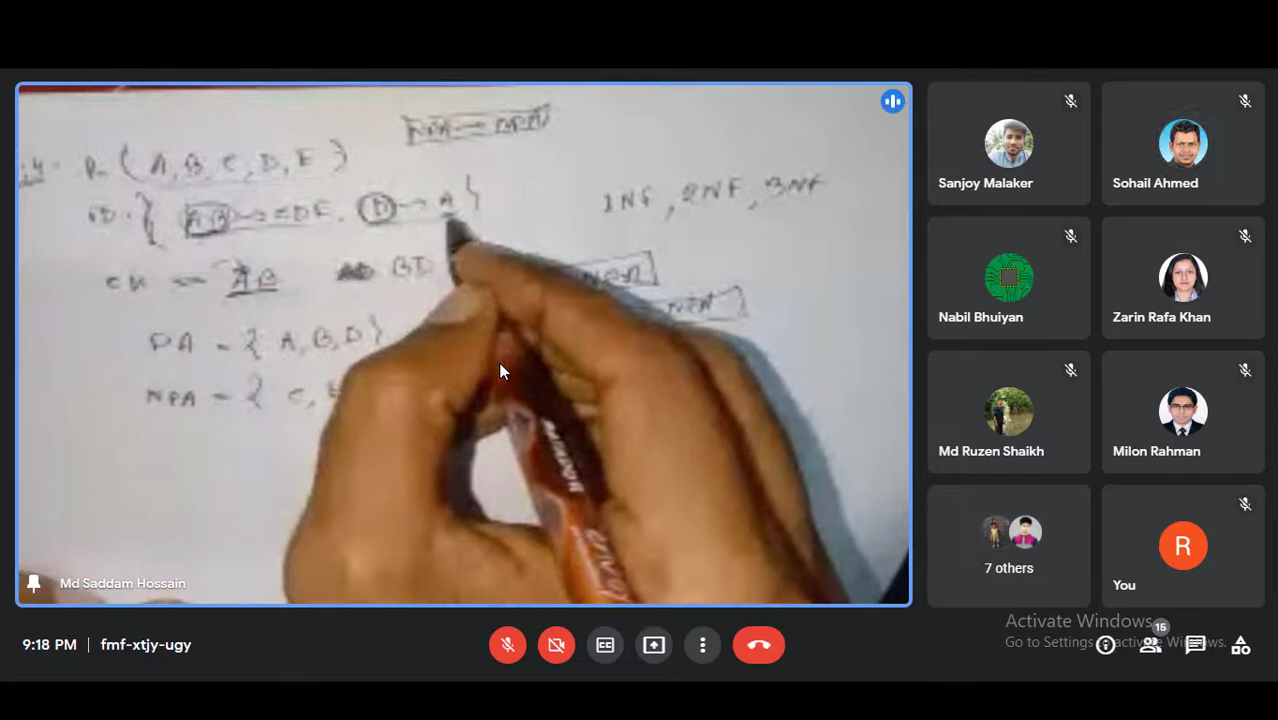 R ( A, B, C, D, E )
FD = { AB → CDE, D → A }
1NF, 2NF, 3NF
CK = AB BD
PA = { A, B, D }
NPA = { C,
Md Saddam Hossain
Sanjoy Malaker
Sohail Ahmed
Nabil Bhuiyan
Zarin Rafa Khan
Md Ruzen Shaikh
Milon Rahman
7 others
R
You
9:18 PM | fmf-xtjy-ugy
15
Activate Windows
Go to Settings to activate Windows.